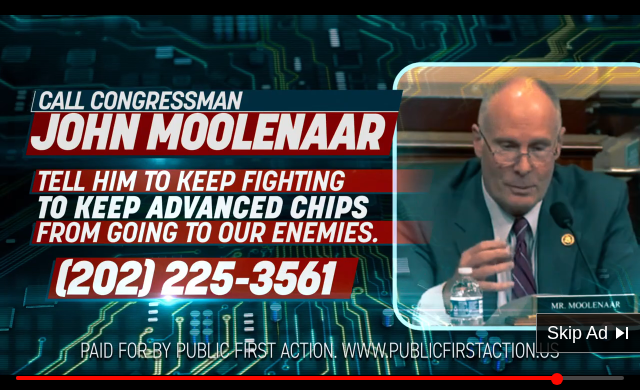 CALL CONGRESSMAN
JOHN MOOLENAAR
TELL HIM TO KEEP FIGHTING
TO KEEP ADVANCED CHIPS
FROM GOING TO OUR ENEMIES.
(202) 225-3561
MR. MOOLENAAR
Skip Ad
PAID FOR BY PUBLIC FIRST ACTION. WWW.PUBLICFIRSTACTION.US